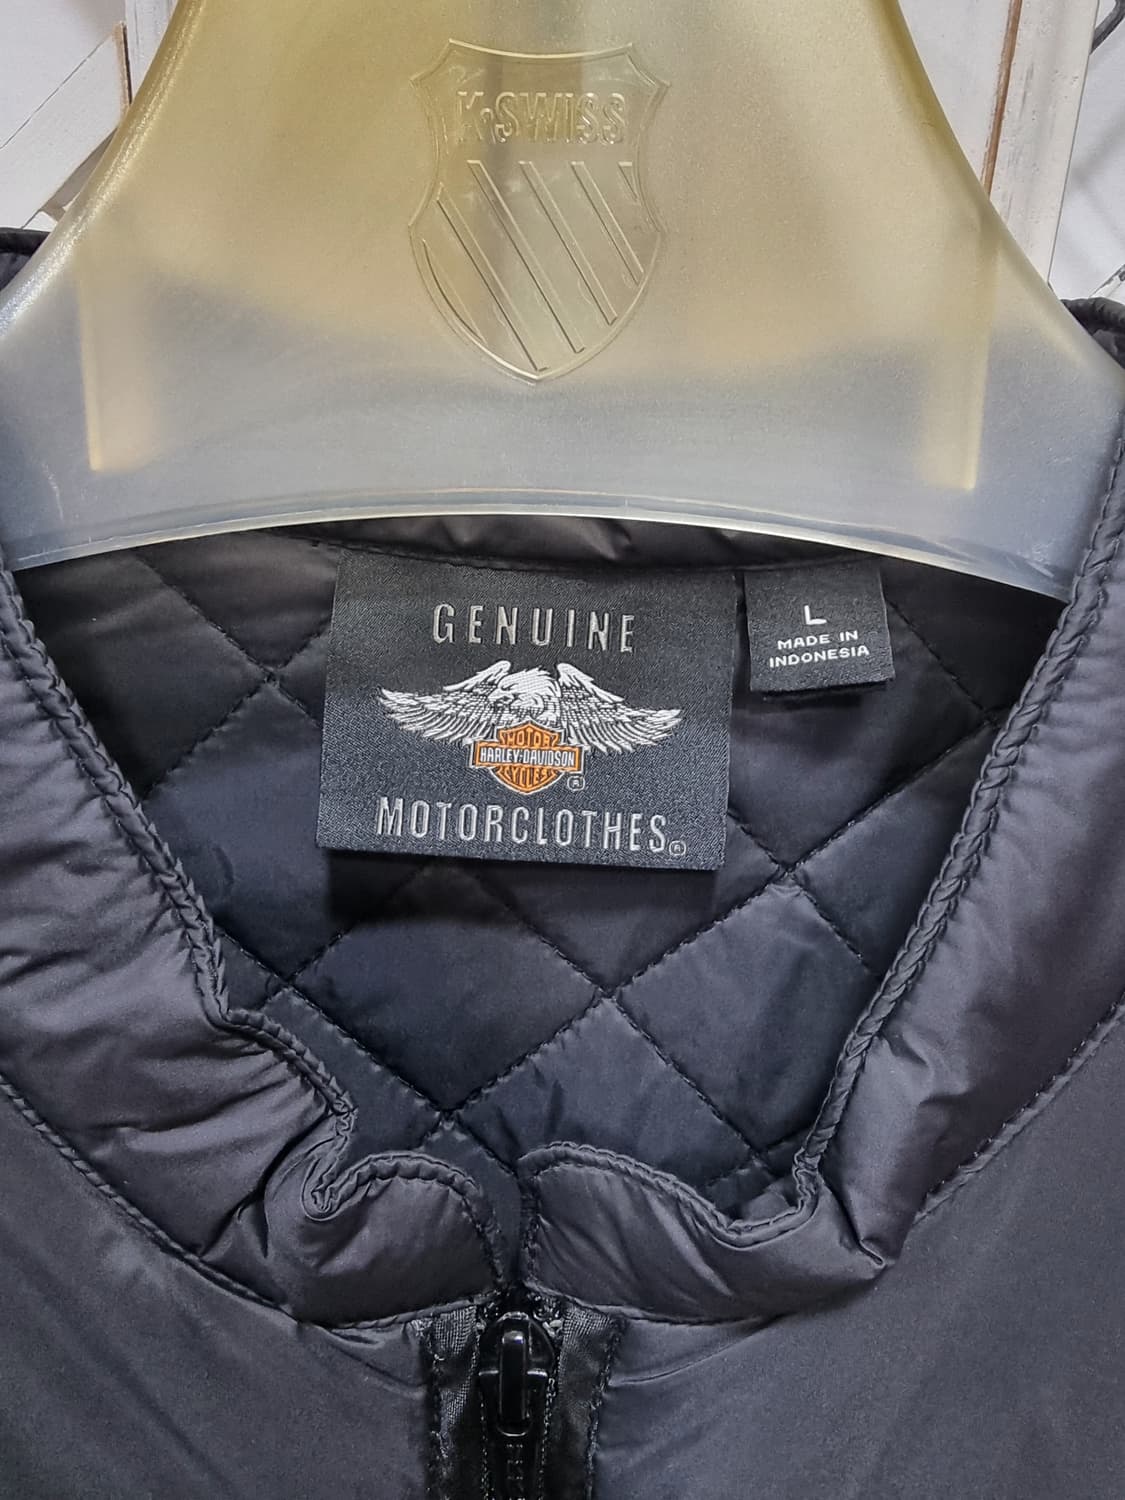 K·SWISS
GENUINE
MOTOR
HARLEY-DAVIDSON
CYCLES
®
MOTORCLOTHES®
L
MADE IN
INDONESIA